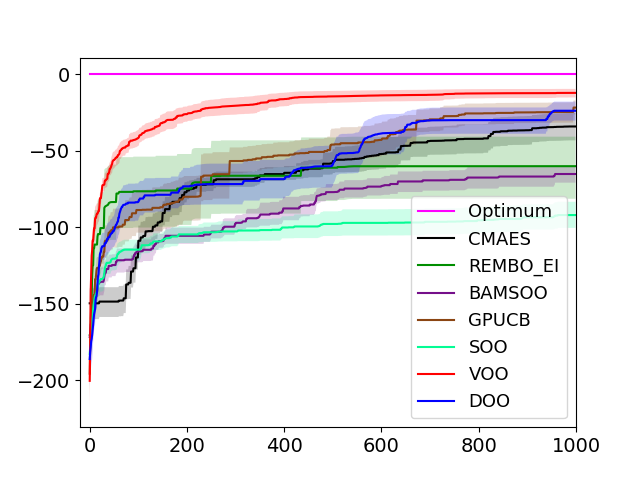 0
−50
−100
−150
−200
0
200
400
600
800
1000
Optimum
CMAES
REMBO_EI
BAMSOO
GPUCB
SOO
VOO
DOO